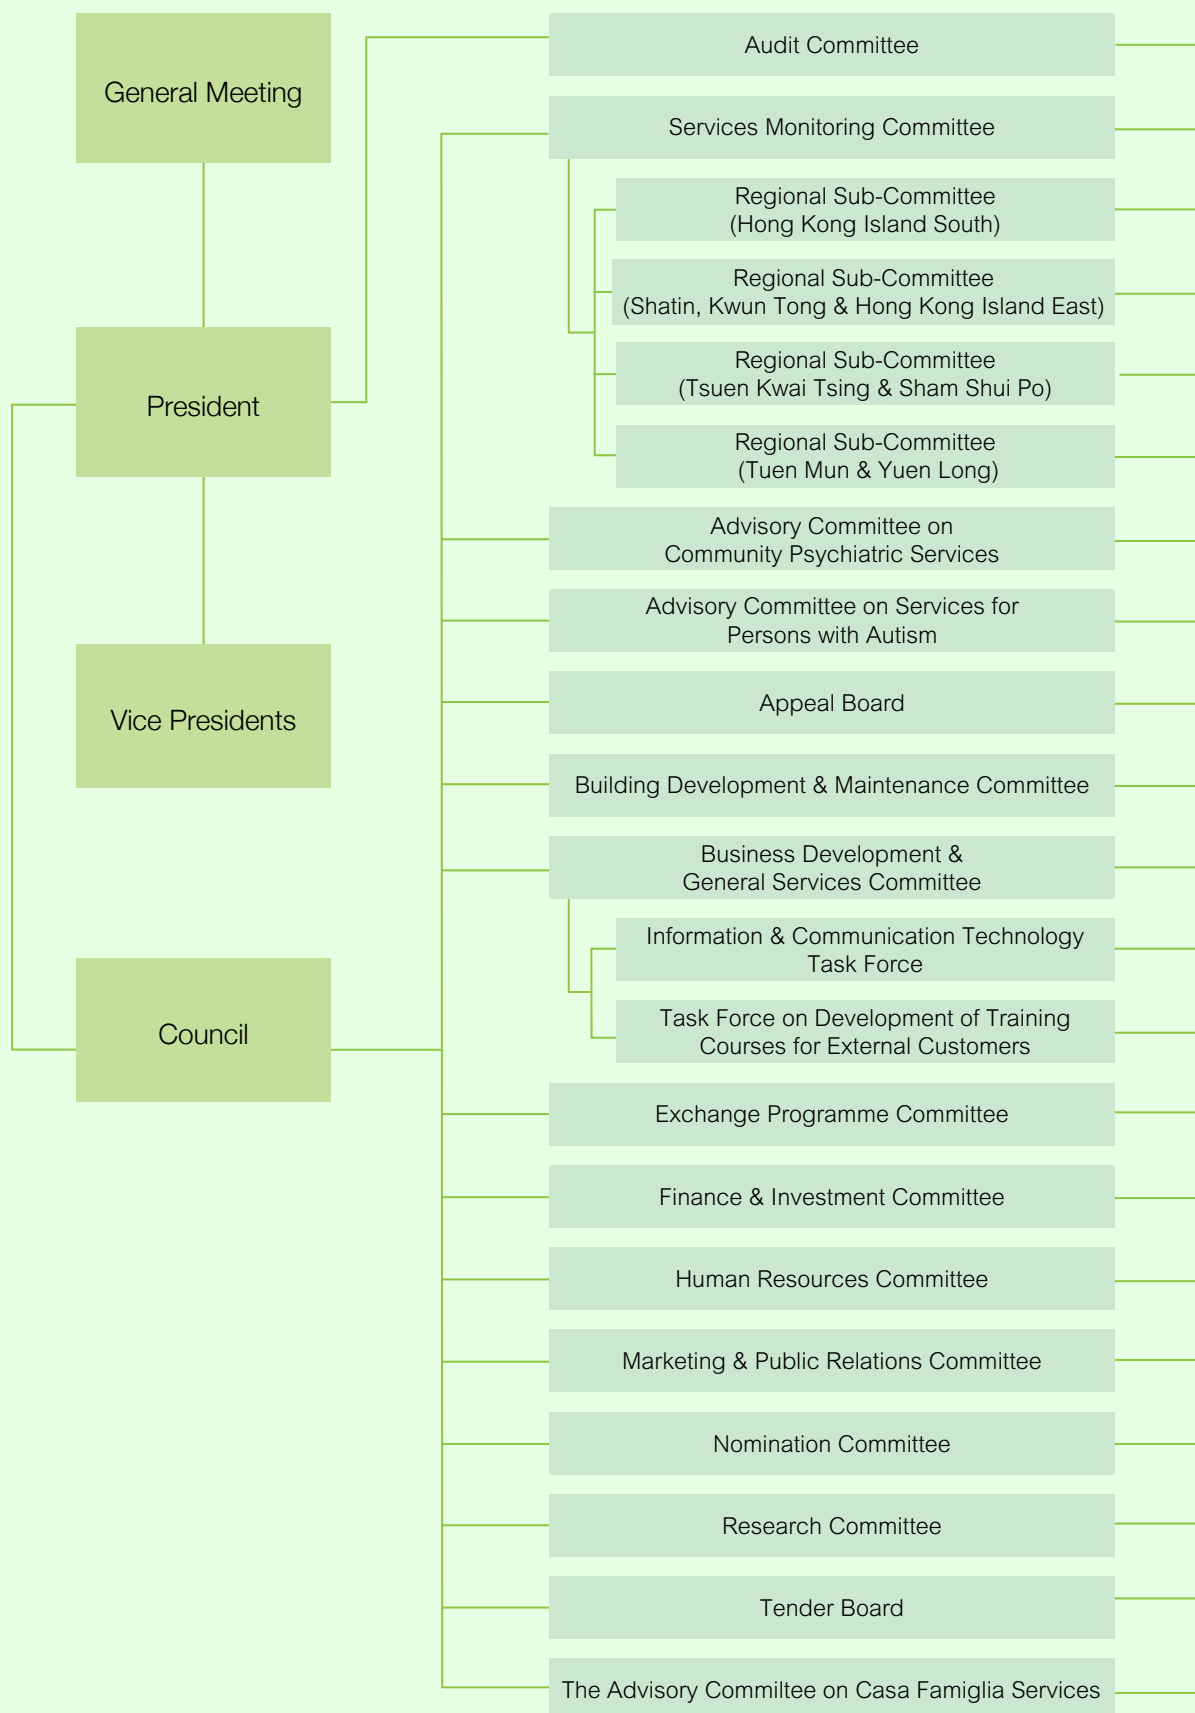 General Meeting
President
Vice Presidents
Council
Audit Committee
Services Monitoring Committee
Regional Sub-Committee
(Hong Kong Island South)
Regional Sub-Committee
(Shatin, Kwun Tong & Hong Kong Island East)
Regional Sub-Committee
(Tsuen Kwai Tsing & Sham Shui Po)
Regional Sub-Committee
(Tuen Mun & Yuen Long)
Advisory Committee on
Community Psychiatric Services
Advisory Committee on Services for
Persons with Autism
Appeal Board
Building Development & Maintenance Committee
Business Development &
General Services Committee
Information & Communication Technology
Task Force
Task Force on Development of Training
Courses for External Customers
Exchange Programme Committee
Finance & Investment Committee
Human Resources Committee
Marketing & Public Relations Committee
Nomination Committee
Research Committee
Tender Board
The Advisory Commiltee on Casa Famiglia Services